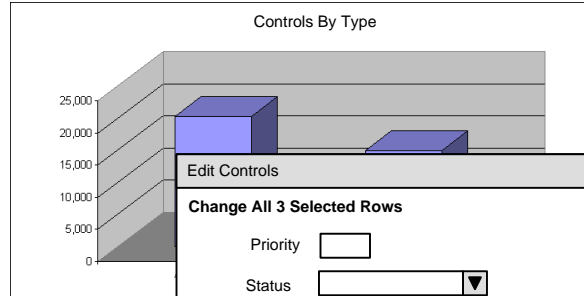 Controls By Type
25,000
20,000
15,000
10,000
5,000
0
Edit Controls
Change All 3 Selected Rows
Priority
Status